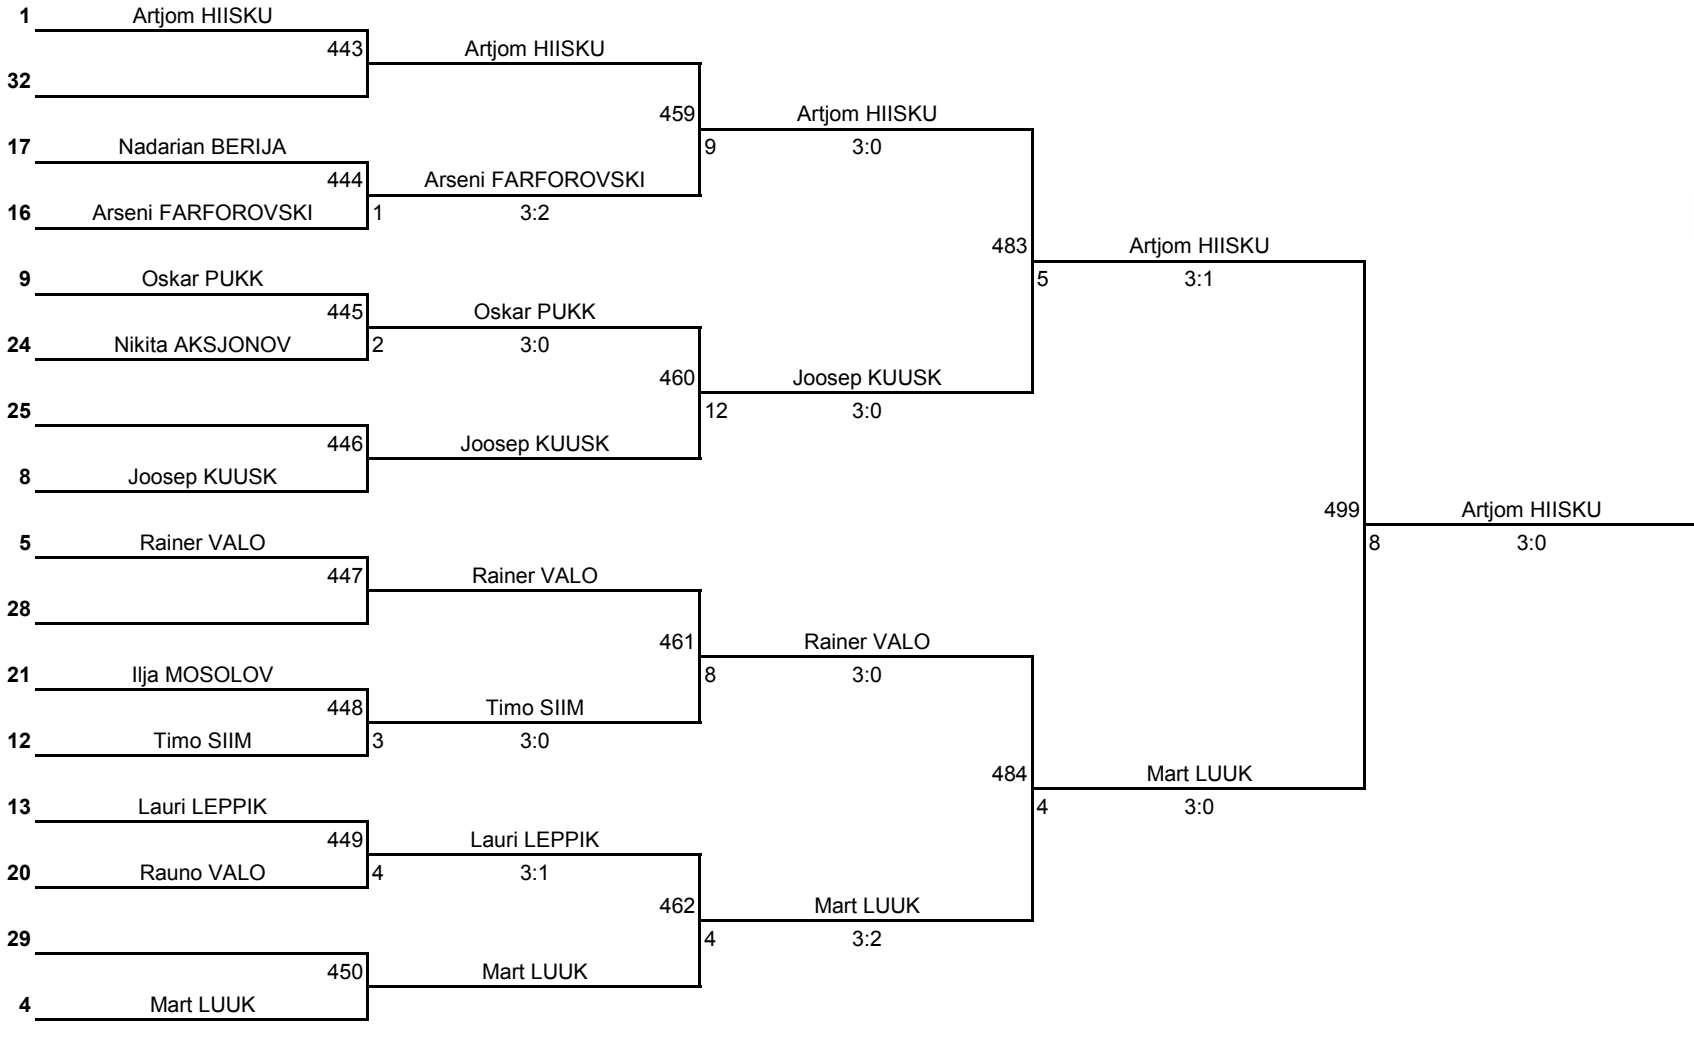 1 Artjom HIISKU
443 Artjom HIISKU
32
459 Artjom HIISKU
17 Nadarian BERIJA 9 3:0
444 Arseni FARFOROVSKI
16 Arseni FARFOROVSKI 1 3:2
483 Artjom HIISKU
9 Oskar PUKK 5 3:1
445 Oskar PUKK
24 Nikita AKSJONOV 2 3:0
460 Joosep KUUSK
25 12 3:0
446 Joosep KUUSK
8 Joosep KUUSK
499 Artjom HIISKU
5 Rainer VALO 8 3:0
447 Rainer VALO
28
461 Rainer VALO
21 Ilja MOSOLOV 8 3:0
448 Timo SIIM
12 Timo SIIM 3 3:0
484 Mart LUUK
13 Lauri LEPPIK 4 3:0
449 Lauri LEPPIK
20 Rauno VALO 4 3:1
462 Mart LUUK
29 4 3:2
450 Mart LUUK
4 Mart LUUK